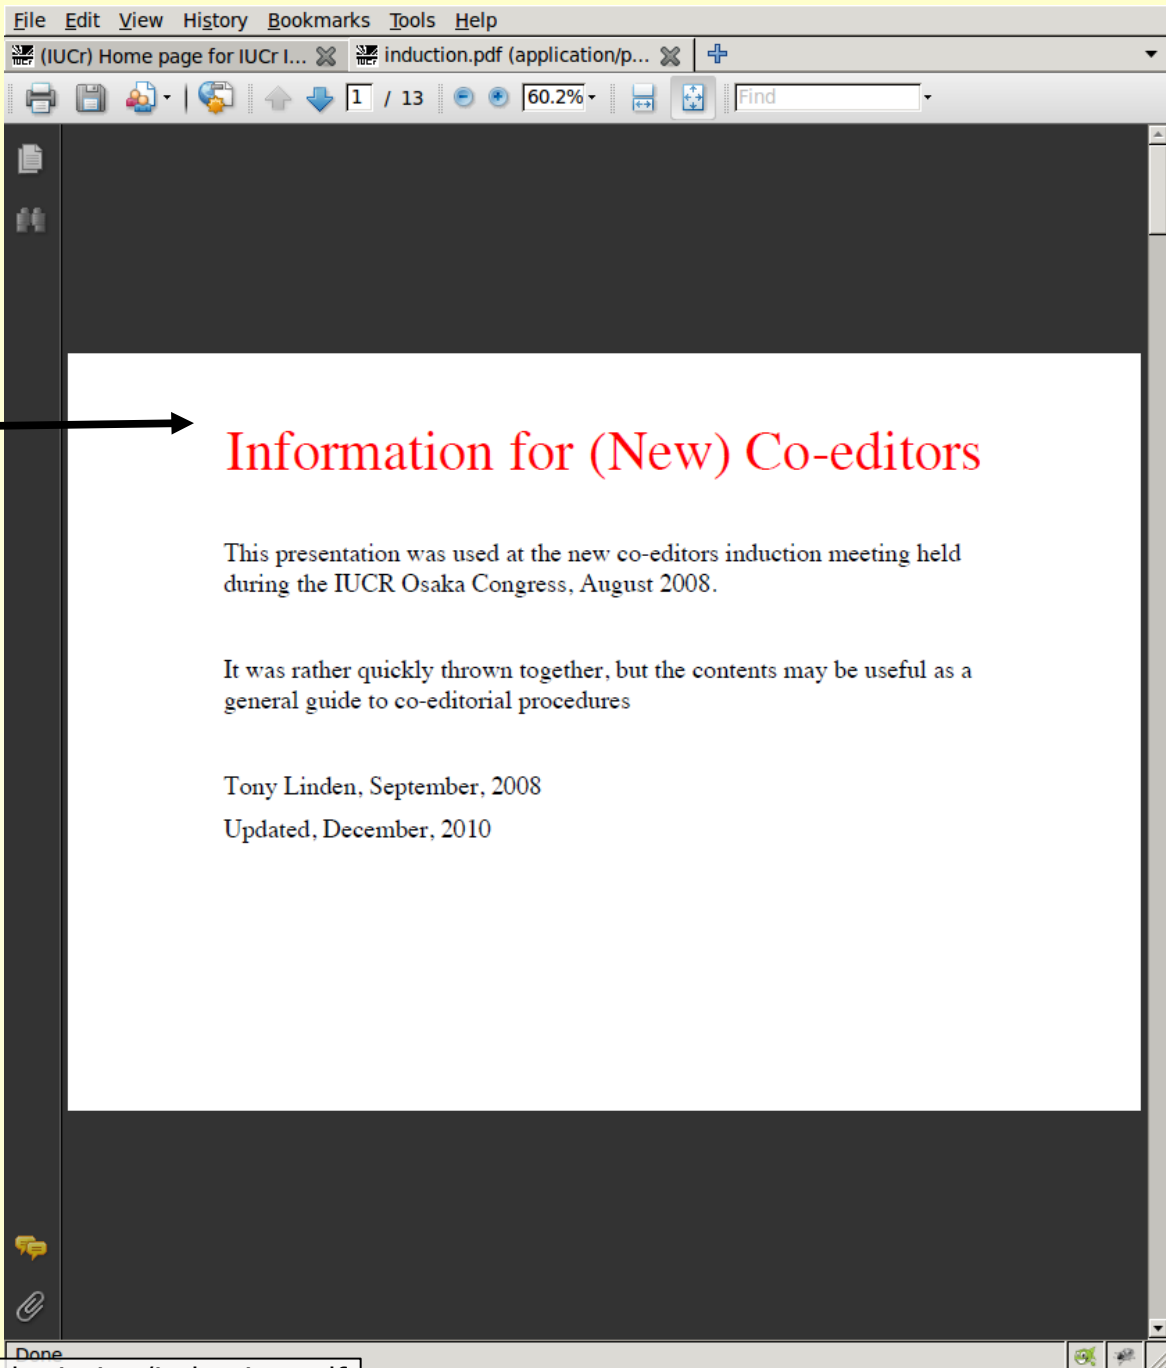 File Edit View History Bookmarks Tools Help
(IUCr) Home page for IUCr I... induction.pdf (application/p...
1 / 13 60.2% Find
Information for (New) Co-editors
This presentation was used at the new co-editors induction meeting held
during the IUCR Osaka Congress, August 2008.
It was rather quickly thrown together, but the contents may be useful as a
general guide to co-editorial procedures
Tony Linden, September, 2008
Updated, December, 2010
Done